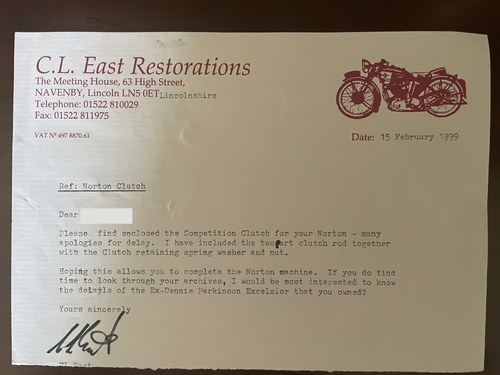 C.L. East Restorations
The Meeting House, 63 High Street,
NAVENBY, Lincoln LN5 0ET Lincolnshire
Telephone: 01522 810029
Fax: 01522 811975
VAT Nº 497 8870 61
Date: 15 February 1999
Ref: Norton Clutch
Dear
Please find enclosed the Competition Clutch for your Norton - many
apologies for delay. I have included the two part clutch rod together
with the Clutch retaining spring washer and nut.
Hoping this allows you to complete the Norton machine. If you do find
time to look through your archives, I would be most interested to know
the details of the Ex-Dennis Parkinson Excelsior that you owned?
Yours sincerely